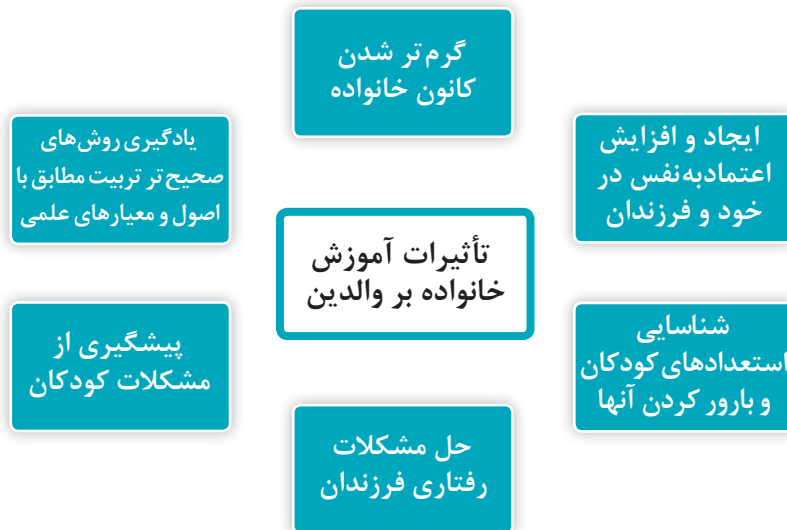 گرم‌تر شدن
کانون خانواده
ایجاد و افزایش
اعتمادبه‌نفس در
خود و فرزندان
یادگیری روش‌های
صحیح‌تر تربیت مطابق با
اصول و معیارهای علمی
تأثیرات آموزش
خانواده بر والدین
شناسایی
استعدادهای کودکان
و بارور کردن آنها
پیشگیری از
مشکلات کودکان
حل مشکلات
رفتاری فرزندان